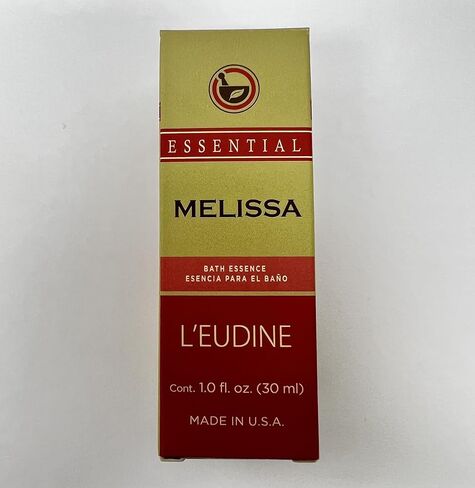 ESSENTIAL
MELISSA
BATH ESSENCE
ESENCIA PARA EL BAÑO
L'EUDINE
Cont. 1.0 fl. oz. (30 ml)
MADE IN U.S.A.